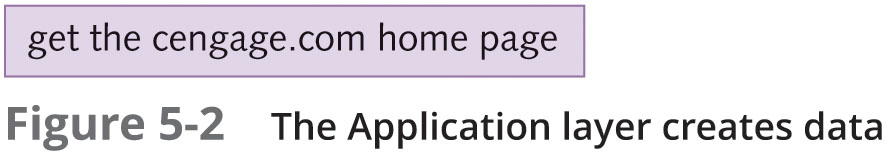 get the cengage.com home page
Figure 5-2 The Application layer creates data